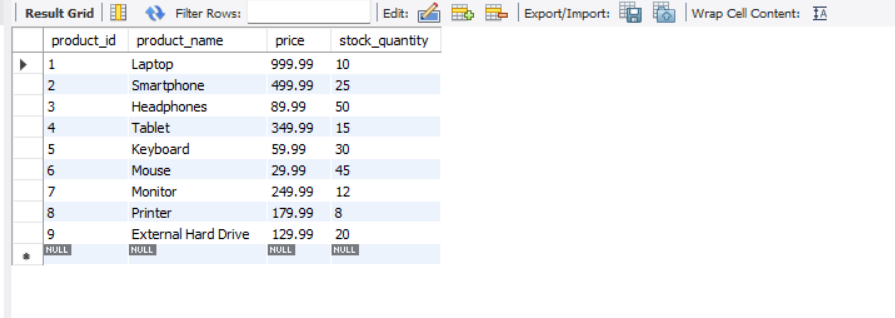 Result Grid Filter Rows: Edit: Export/Import: Wrap Cell Content: IA
product_id product_name price stock_quantity
1 Laptop 999.99 10
2 Smartphone 499.99 25
3 Headphones 89.99 50
4 Tablet 349.99 15
5 Keyboard 59.99 30
6 Mouse 29.99 45
7 Monitor 249.99 12
8 Printer 179.99 8
9 External Hard Drive 129.99 20
NULL NULL NULL NULL